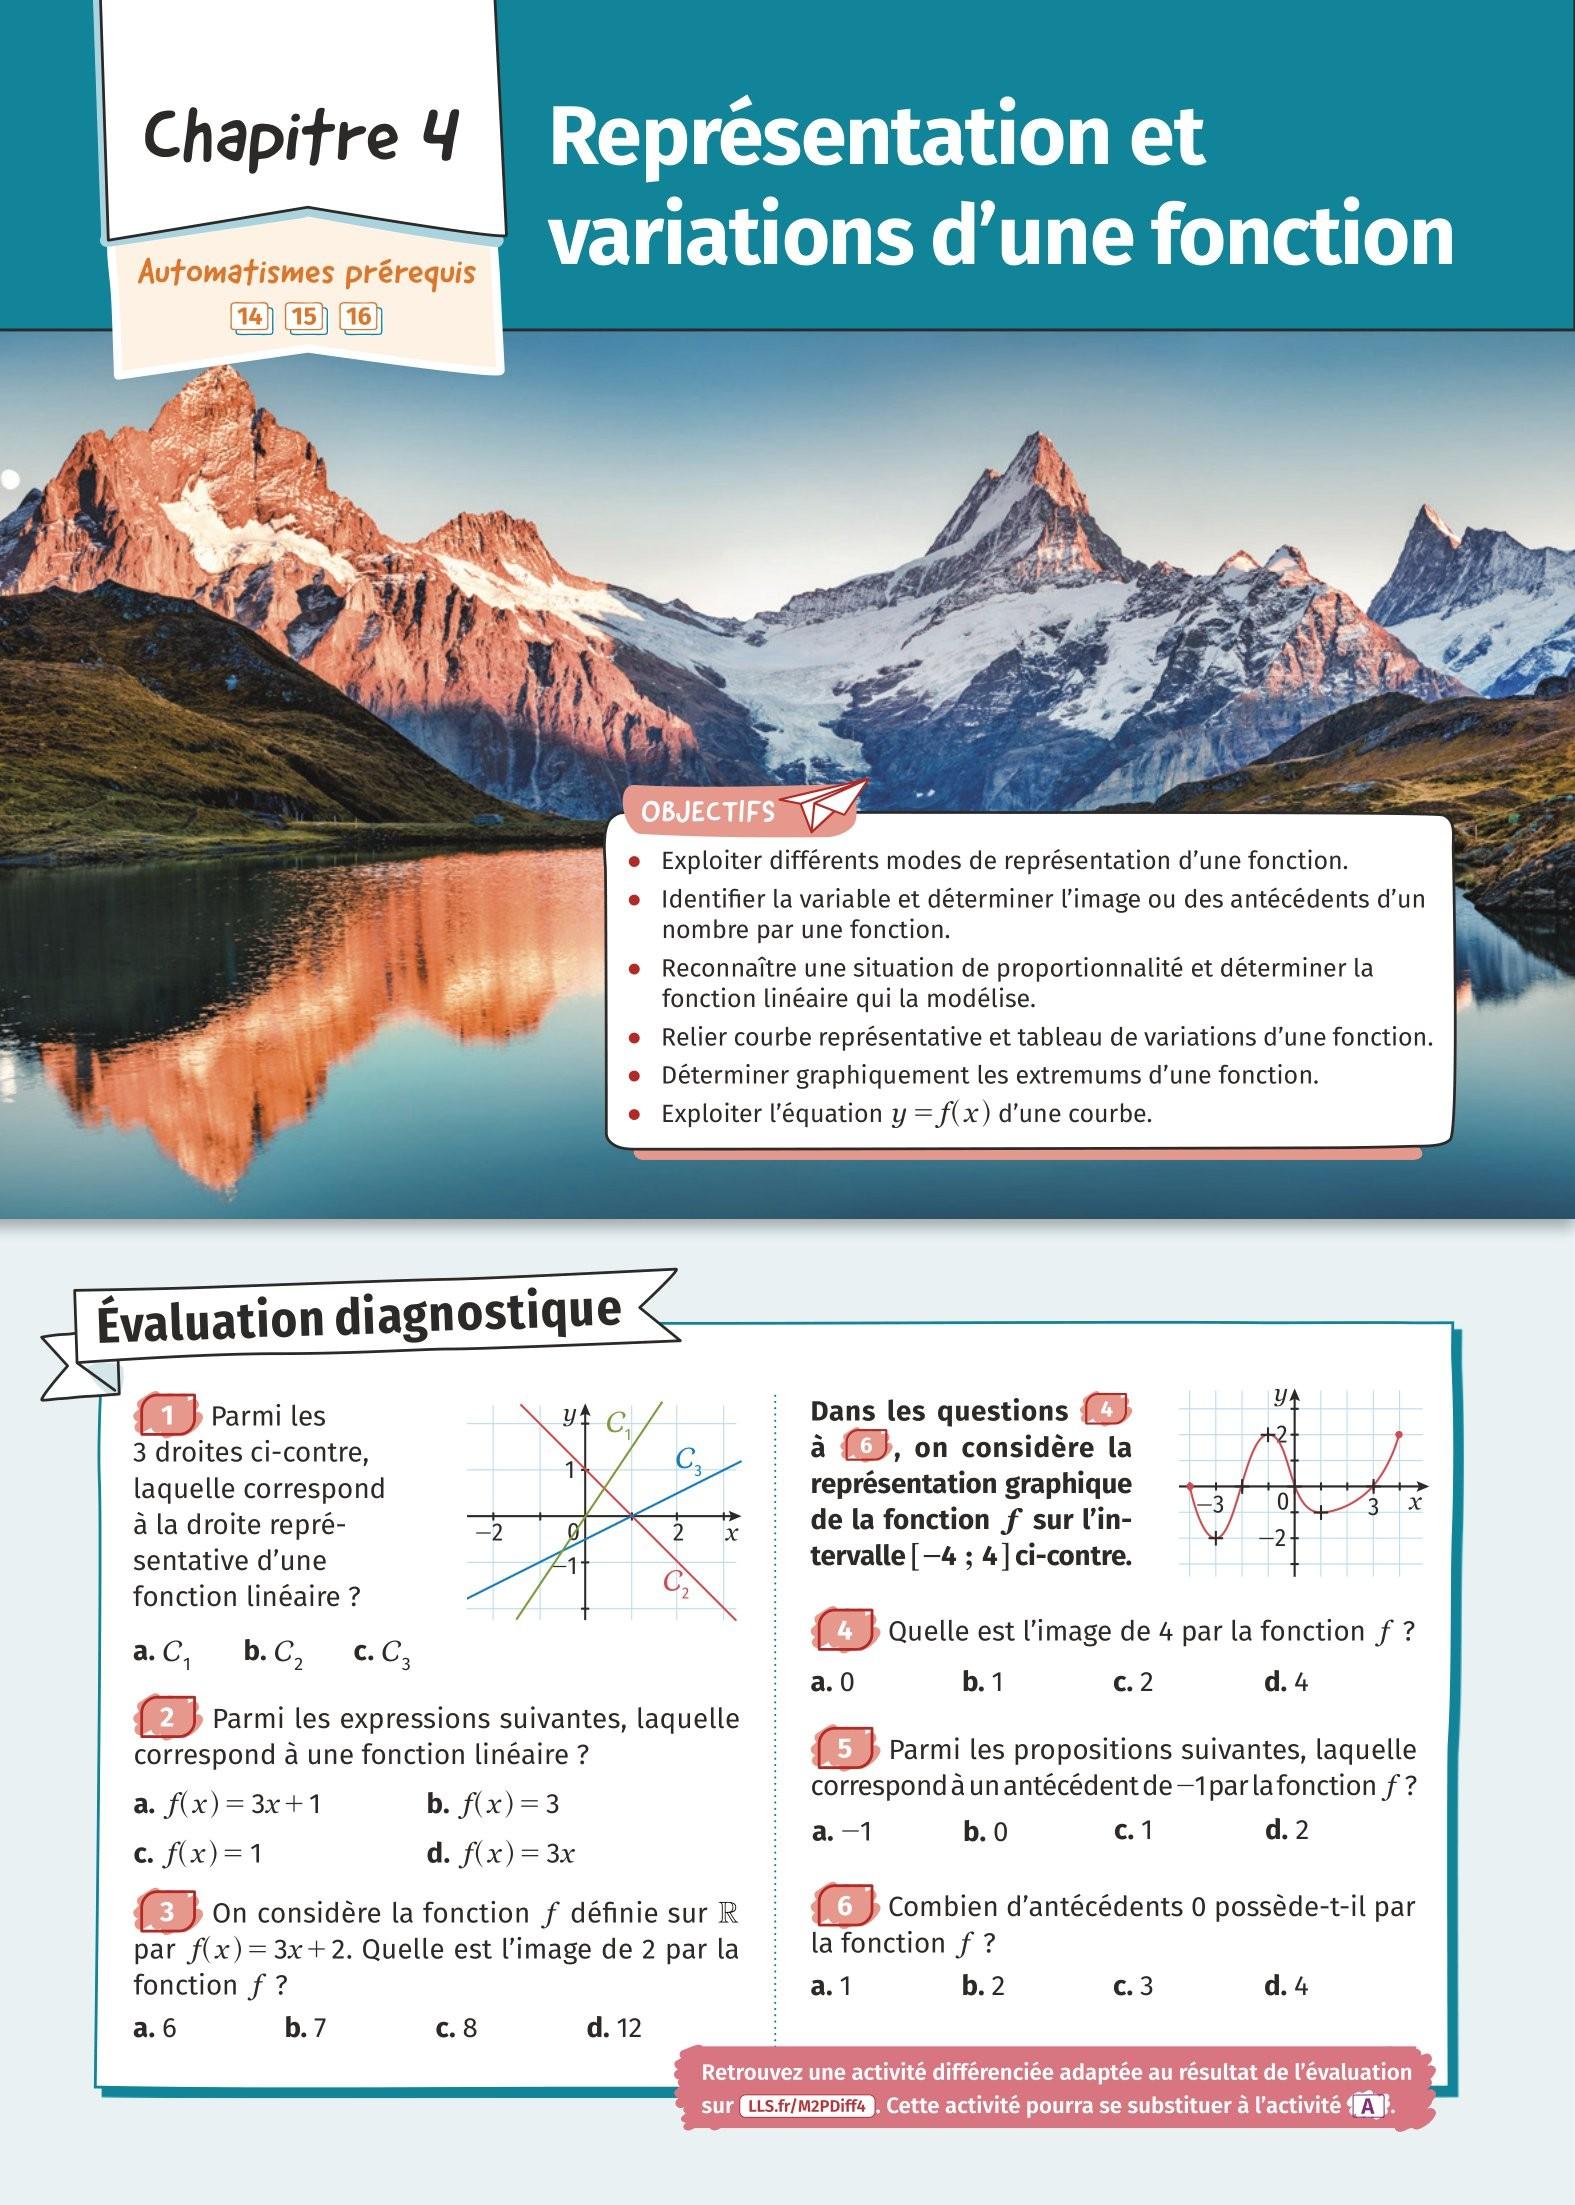 Chapitre 4
Automatismes prérequis
14 15 16
Représentation et
variations d'une fonction
OBJECTIFS
• Exploiter différents modes de représentation d'une fonction.
• Identifier la variable et déterminer l'image ou des antécédents d'un
nombre par une fonction.
• Reconnaître une situation de proportionnalité et déterminer la
fonction linéaire qui la modélise.
• Relier courbe représentative et tableau de variations d'une fonction.
• Déterminer graphiquement les extremums d'une fonction.
• Exploiter l'équation y = f(x) d'une courbe.
Évaluation diagnostique
1 Parmi les
3 droites ci-contre,
laquelle correspond
à la droite repré-
sentative d'une
fonction linéaire ?
y C₁
C₃
1
−2 0 2 x
−1
C₂
a. C₁ b. C₂ c. C₃
2 Parmi les expressions suivantes, laquelle
correspond à une fonction linéaire ?
a. f(x) = 3x + 1 b. f(x) = 3
c. f(x) = 1 d. f(x) = 3x
3 On considère la fonction f définie sur ℝ
par f(x) = 3x + 2. Quelle est l'image de 2 par la
fonction f ?
a. 6 b. 7 c. 8 d. 12
Dans les questions 4
à 6, on considère la
représentation graphique
de la fonction f sur l'in-
tervalle [−4 ; 4] ci-contre.
y
2
−3 0 3 x
−2
4 Quelle est l'image de 4 par la fonction f ?
a. 0 b. 1 c. 2 d. 4
5 Parmi les propositions suivantes, laquelle
correspond à un antécédent de −1 par la fonction f ?
a. −1 b. 0 c. 1 d. 2
6 Combien d'antécédents 0 possède-t-il par
la fonction f ?
a. 1 b. 2 c. 3 d. 4
Retrouvez une activité différenciée adaptée au résultat de l'évaluation
sur LLS.fr/M2PDiff4. Cette activité pourra se substituer à l'activité A.